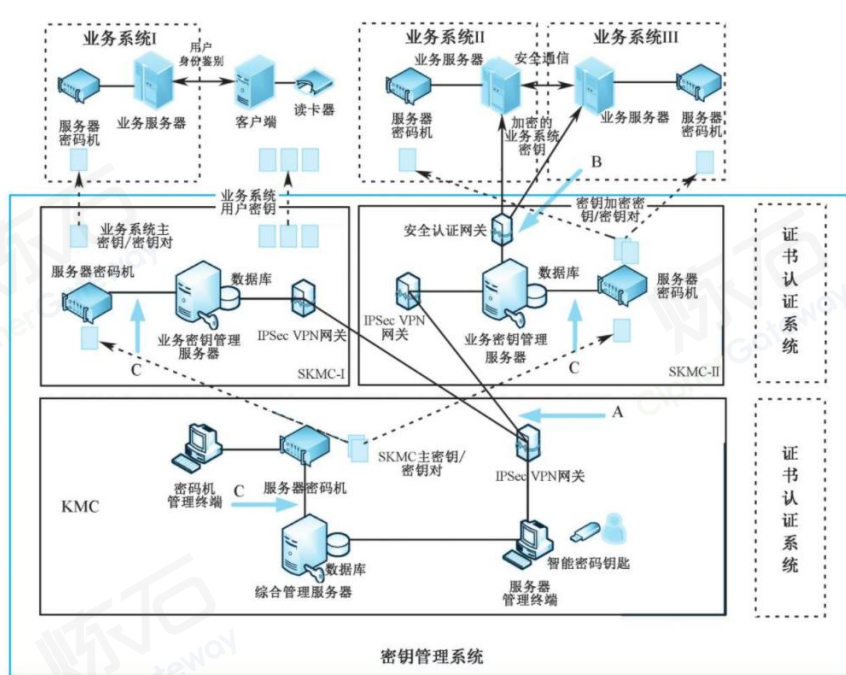 业务系统I
业务系统II
业务系统III
用户
身份鉴别
业务服务器
安全通信
服务器
密码机
业务服务器
客户端
读卡器
服务器
密码机
加密的
业务系统
密钥
业务服务器
服务器
密码机
B
业务系统
用户密钥
密钥加密密
钥/密钥对
业务系统主
密钥/密钥对
安全认证网关
服务器密码机
数据库
数据库
服务器
密码机
IPSec VPN网关
IPSec VPN
网关
业务密钥管理
服务器
业务密钥管理
服务器
C
C
SKMC-I
SKMC-II
证书认证系统
A
SKMC主密钥/
密钥对
IPSec VPN网关
密码机
管理终端
服务器密码机
C
KMC
数据库
综合管理服务器
智能密码钥匙
服务器
管理终端
证书认证系统
密钥管理系统
炼石
CipherGateway
炼石
CipherGateway
炼石
Gateway